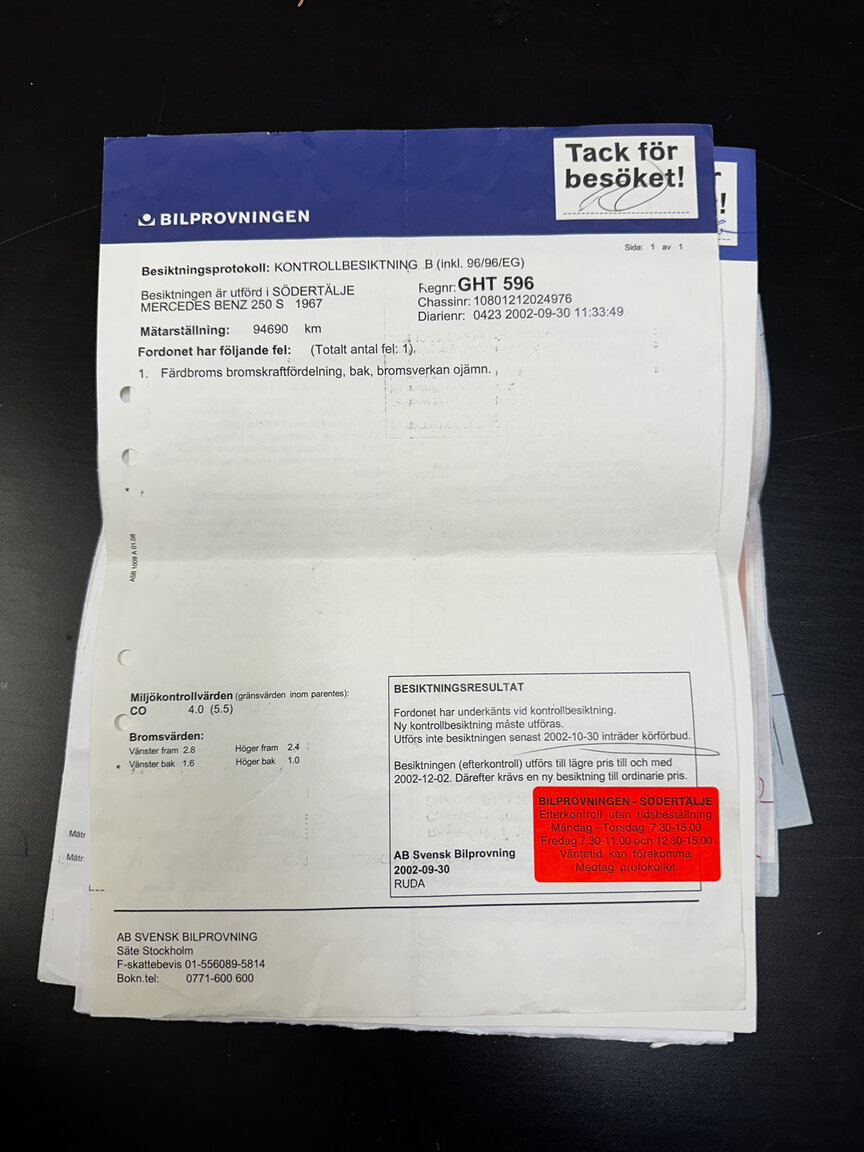 Tack för
besöket!
r
!
BILPROVNINGEN
Sida: 1 av 1
Besiktningsprotokoll: KONTROLLBESIKTNING B (inkl. 96/96/EG)
Besiktningen är utförd i SÖDERTÄLJE
MERCEDES BENZ 250 S 1967
Regnr: GHT 596
Chassinr: 10801212024976
Diarienr: 0423 2002-09-30 11:33:49
Mätarställning: 94690 km
Fordonet har följande fel: (Totalt antal fel: 1).
1. Färdbroms bromskraftfördelning, bak, bromsverkan ojämn.
ASB 1009 A 01.08
Miljökontrollvärden (gränsvärden inom parentes):
CO 4.0 (5.5)
Bromsvärden:
Vänster fram 2.8 Höger fram 2.4
Vänster bak 1.6 Höger bak 1.0
BESIKTNINGSRESULTAT
Fordonet har underkänts vid kontrollbesiktning.
Ny kontrollbesiktning måste utföras.
Utförs inte besiktningen senast 2002-10-30 inträder körförbud.
Besiktningen (efterkontroll) utförs till lägre pris till och med
2002-12-02. Därefter krävs en ny besiktning till ordinarie pris.
BILPROVNINGEN - SÖDERTÄLJE
Efterkontroll utan tidsbeställning
Måndag - Torsdag 7.30-15.00
Fredag 7.30-11.00 och 12.30-15.00
Väntetid kan förekomma.
Medtag protokollet.
AB Svensk Bilprovning
2002-09-30
RUDA
Mätr
Mätr
AB SVENSK BILPROVNING
Säte Stockholm
F-skattebevis 01-556089-5814
Bokn.tel: 0771-600 600